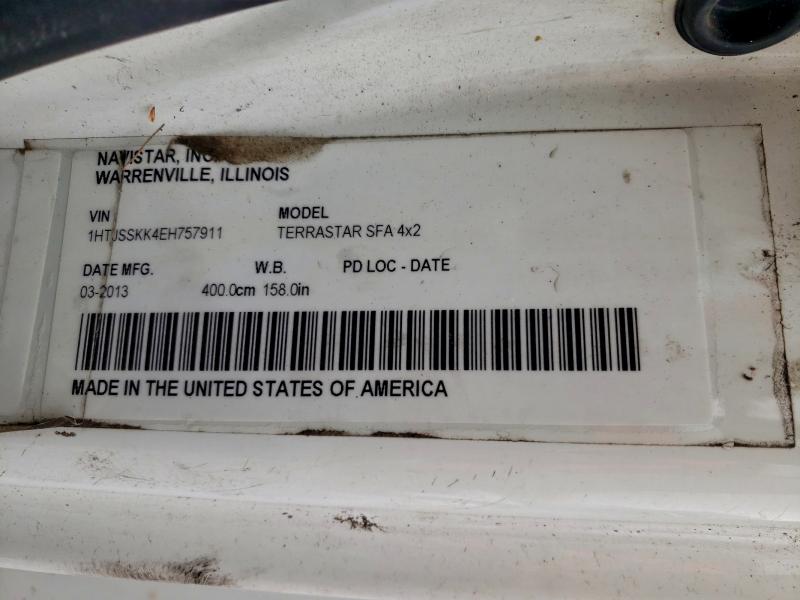 NAVISTAR, INC.
WARRENVILLE, ILLINOIS
VIN MODEL
1HTJSSKK4EH757911 TERRASTAR SFA 4x2
DATE MFG. W.B. PD LOC - DATE
03-2013 400.0cm 158.0in
MADE IN THE UNITED STATES OF AMERICA